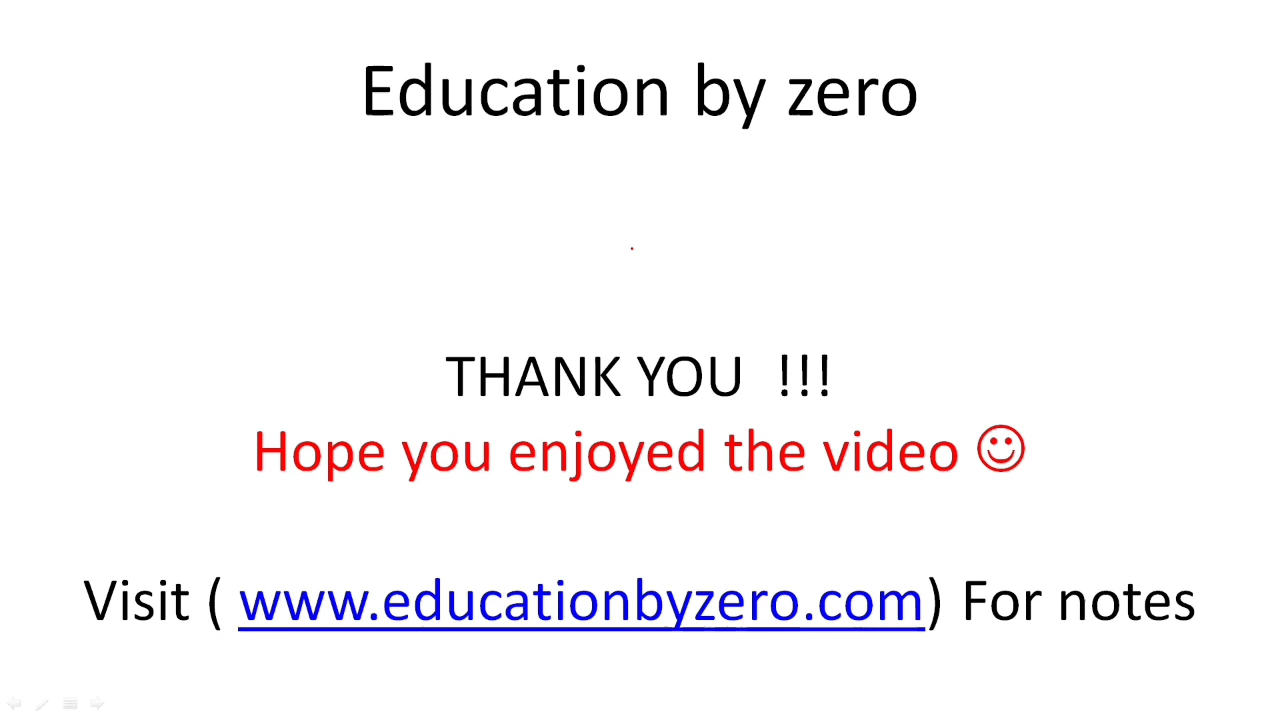 Education by zero
THANK YOU !!!
Hope you enjoyed the video ☺
Visit ( www.educationbyzero.com) For notes